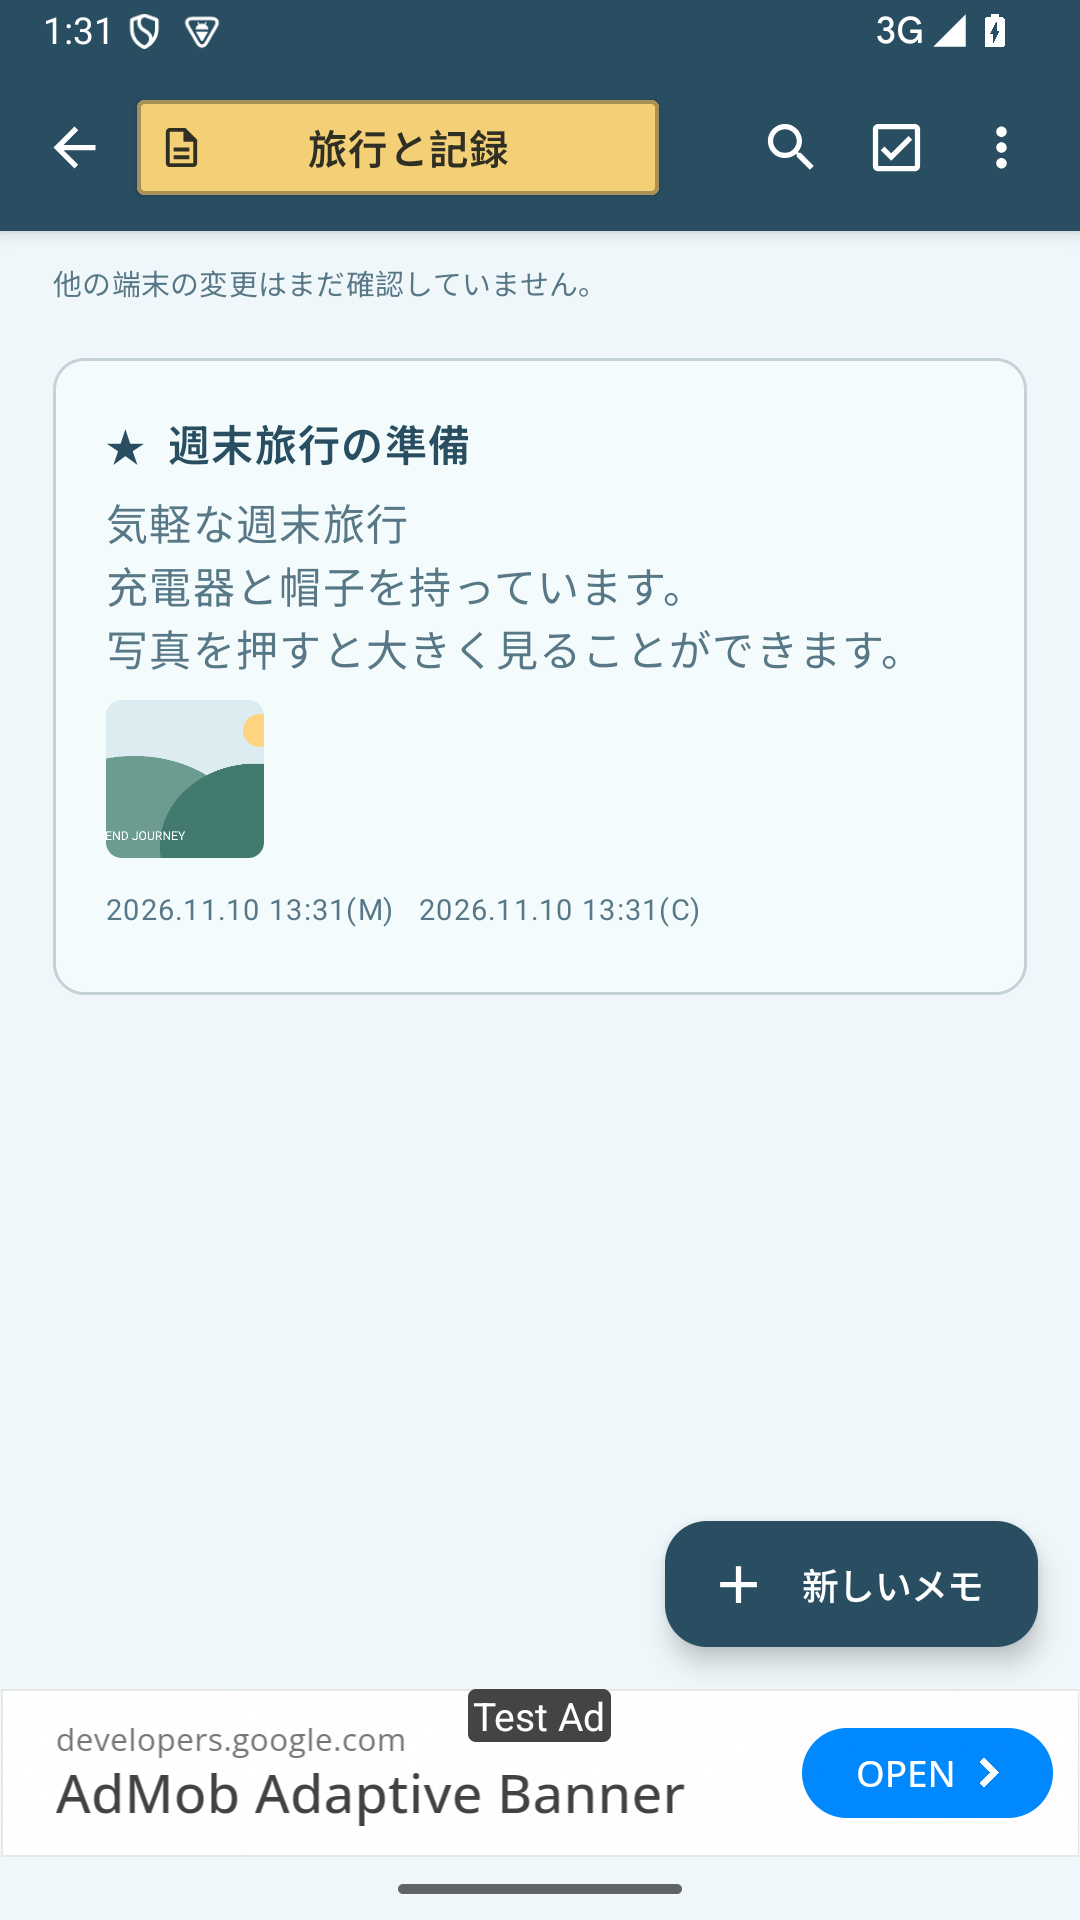 1:31
3G
旅行と記録
他の端末の変更はまだ確認していません。
★ 週末旅行の準備
気軽な週末旅行
充電器と帽子を持っています。
写真を押すと大きく見ることができます。
END JOURNEY
2026.11.10 13:31(M) 2026.11.10 13:31(C)
新しいメモ
Test Ad
developers.google.com
AdMob Adaptive Banner
OPEN